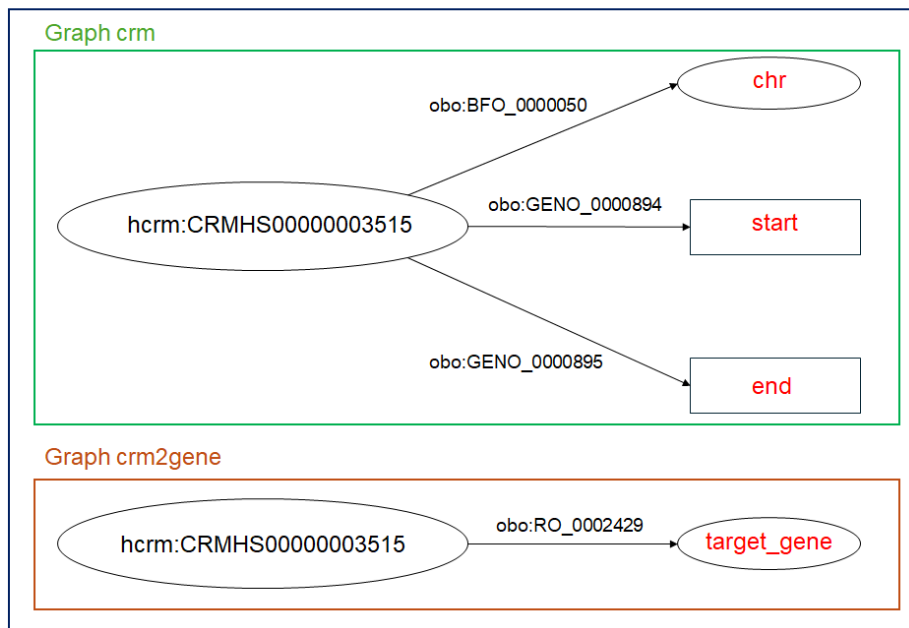 Graph crm
chr
obo:BFO_0000050
obo:GENO_0000894
start
hcrm:CRMHS00000003515
obo:GENO_0000895
end
Graph crm2gene
obo:RO_0002429
hcrm:CRMHS00000003515
target_gene